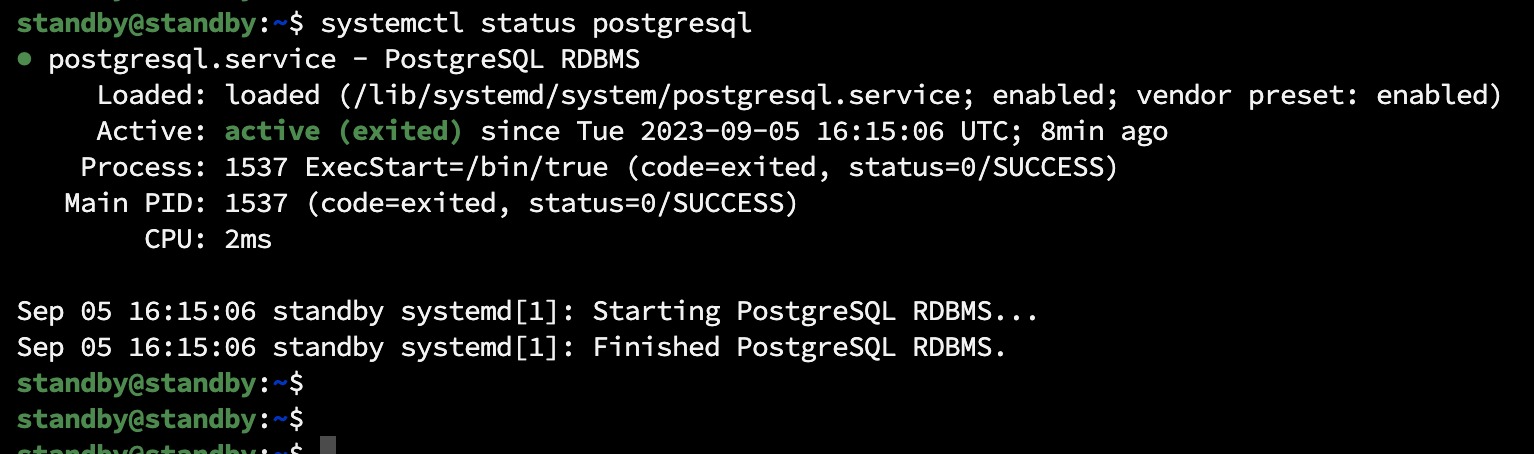 standby@standby:~$ systemctl status postgresql
● postgresql.service - PostgreSQL RDBMS
Loaded: loaded (/lib/systemd/system/postgresql.service; enabled; vendor preset: enabled)
Active: active (exited) since Tue 2023-09-05 16:15:06 UTC; 8min ago
Process: 1537 ExecStart=/bin/true (code=exited, status=0/SUCCESS)
Main PID: 1537 (code=exited, status=0/SUCCESS)
CPU: 2ms
Sep 05 16:15:06 standby systemd[1]: Starting PostgreSQL RDBMS...
Sep 05 16:15:06 standby systemd[1]: Finished PostgreSQL RDBMS.
standby@standby:~$
standby@standby:~$
standby@standby:~$